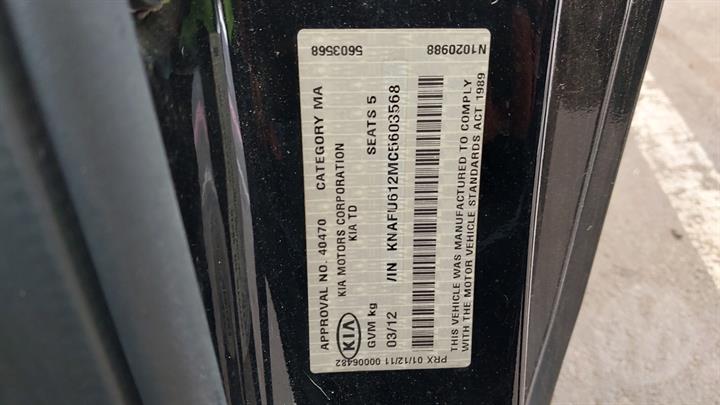 5603568 N1020988
APPROVAL NO. 40470 CATEGORY MA
KIA MOTORS CORPORATION
KIA KIA TD
GVM kg SEATS 5
03/12 /IN KNAFU612MC5603568
THIS VEHICLE WAS MANUFACTURED TO COMPLY
WITH THE MOTOR VEHICLE STANDARDS ACT 1989
PRX 01/12/11 00006482